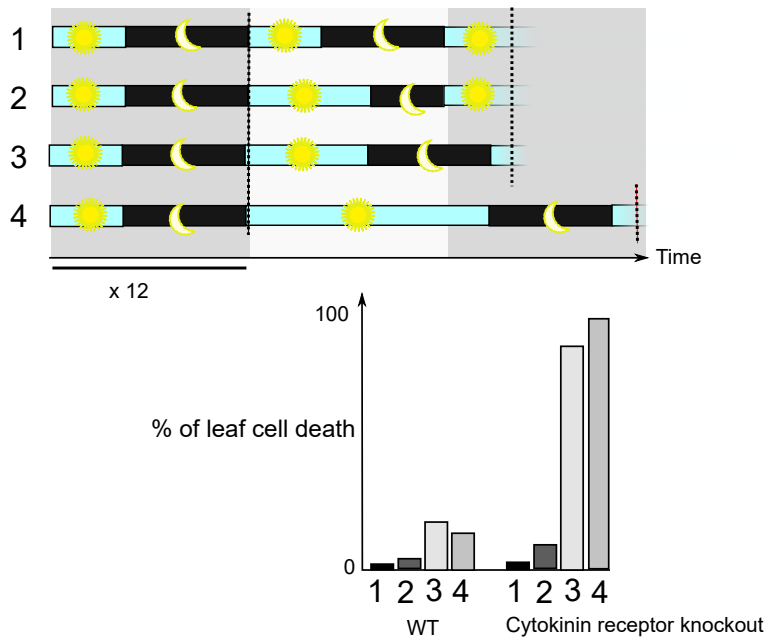 1
2
3
4
Time
x 12
100
% of leaf cell death
0
1 2 3 4 1 2 3 4
WT Cytokinin receptor knockout